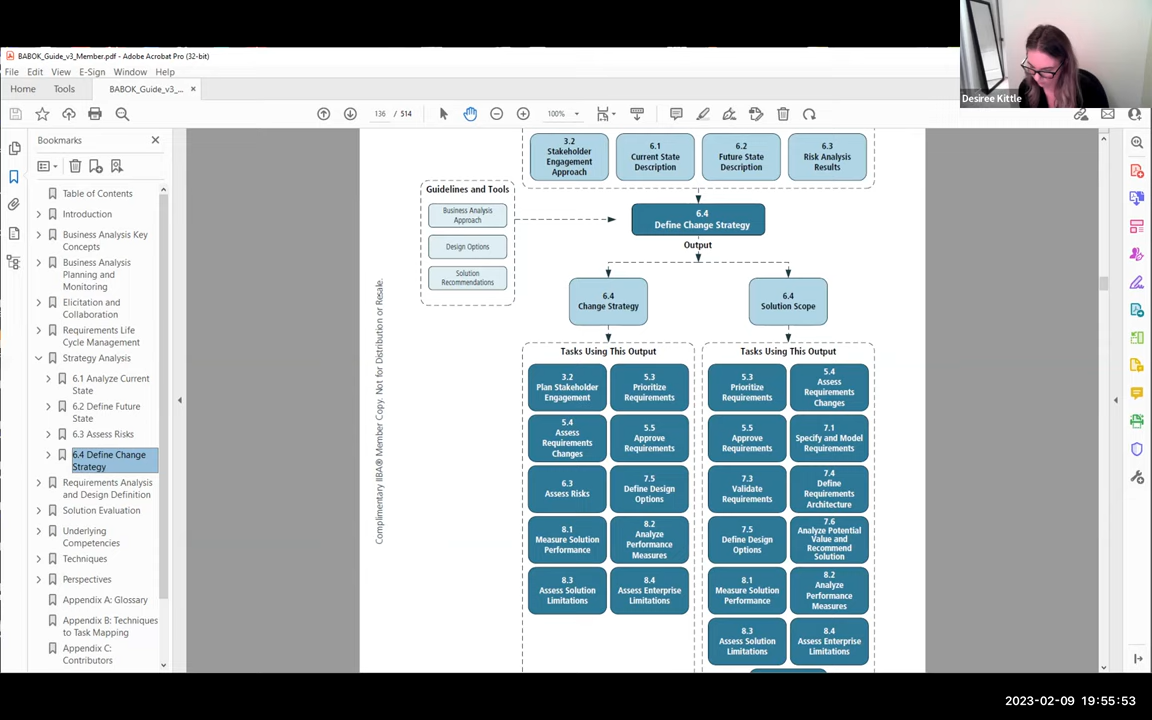 BABOK_Guide_v3_Member.pdf - Adobe Acrobat Pro (32-bit)
File Edit View E-Sign Window Help
Home Tools BABOK_Guide_v3_... ×
136 / 514 100%
Desiree Kittle
Bookmarks
Table of Contents
Introduction
Business Analysis Key
Concepts
Business Analysis
Planning and
Monitoring
Elicitation and
Collaboration
Requirements Life
Cycle Management
Strategy Analysis
6.1 Analyze Current
State
6.2 Define Future
State
6.3 Assess Risks
6.4 Define Change
Strategy
Requirements Analysis
and Design Definition
Solution Evaluation
Underlying
Competencies
Techniques
Perspectives
Appendix A: Glossary
Appendix B: Techniques
to Task Mapping
Appendix C:
Contributors
Complimentary IIBA® Member Copy. Not for Distribution or Resale.
3.2
Stakeholder
Engagement
Approach
6.1
Current State
Description
6.2
Future State
Description
6.3
Risk Analysis
Results
Guidelines and Tools
Business Analysis
Approach
Design Options
Solution
Recommendations
6.4
Define Change Strategy
Output
6.4
Change Strategy
6.4
Solution Scope
Tasks Using This Output
3.2
Plan Stakeholder
Engagement
5.3
Prioritize
Requirements
5.4
Assess
Requirements
Changes
5.5
Approve
Requirements
6.3
Assess Risks
7.5
Define Design
Options
8.1
Measure Solution
Performance
8.2
Analyze
Performance
Measures
8.3
Assess Solution
Limitations
8.4
Assess Enterprise
Limitations
Tasks Using This Output
5.3
Prioritize
Requirements
5.4
Assess
Requirements
Changes
5.5
Approve
Requirements
7.1
Specify and Model
Requirements
7.3
Validate
Requirements
7.4
Define
Requirements
Architecture
7.5
Define Design
Options
7.6
Analyze Potential
Value and
Recommend
Solution
8.1
Measure Solution
Performance
8.2
Analyze
Performance
Measures
8.3
Assess Solution
Limitations
8.4
Assess Enterprise
Limitations
2023-02-09 19:55:53